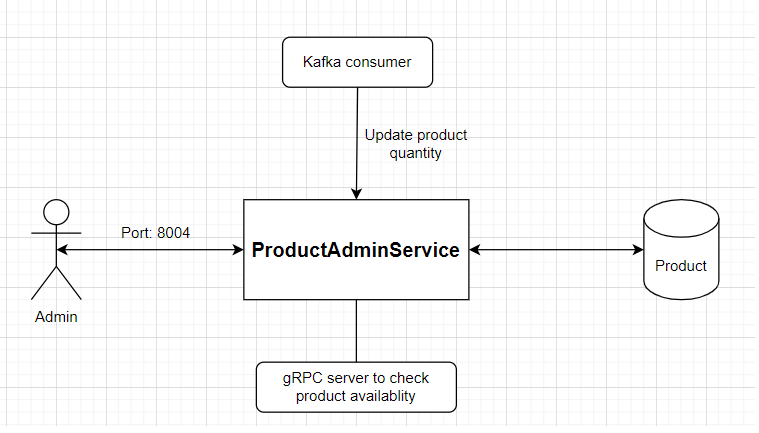 Kafka consumer
Update product
quantity
Port: 8004
ProductAdminService
Product
Admin
gRPC server to check
product availablity